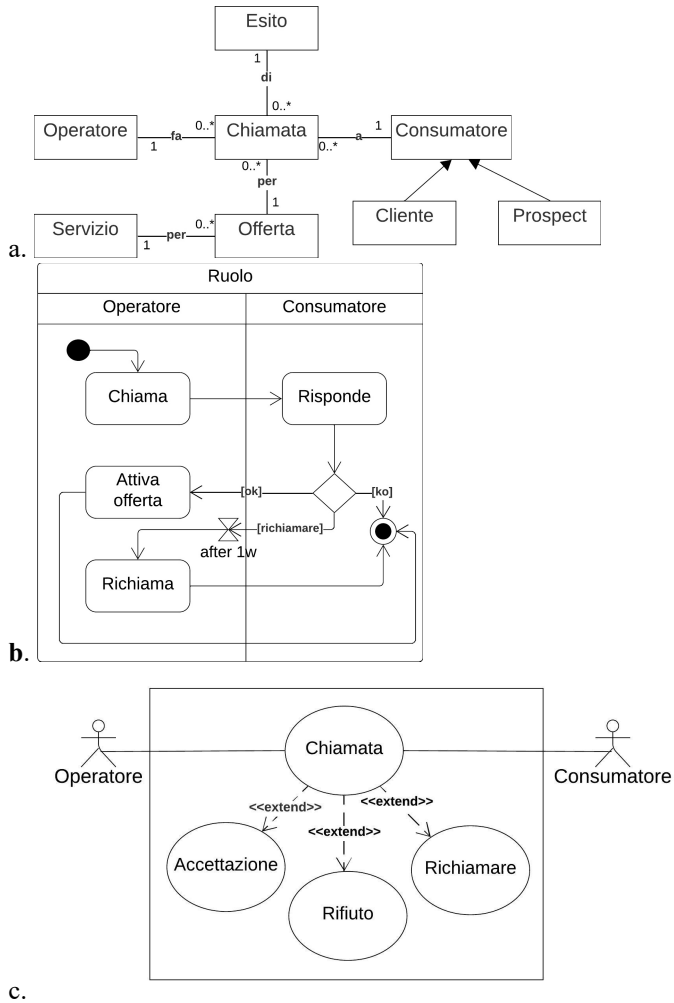 Esito
1
di
0..*
Operatore
1
fa
0..*
Chiamata
0..*
a
1
Consumatore
0..*
per
1
Cliente
Prospect
Servizio
1
per
0..*
Offerta
a.
Ruolo
Operatore
Consumatore
Chiama
Risponde
Attiva
offerta
[ok]
[ko]
[richiamare]
after 1w
Richiama
b.
Chiamata
Operatore
Consumatore
<<extend>>
<<extend>>
<<extend>>
Accettazione
Richiamare
Rifiuto
c.